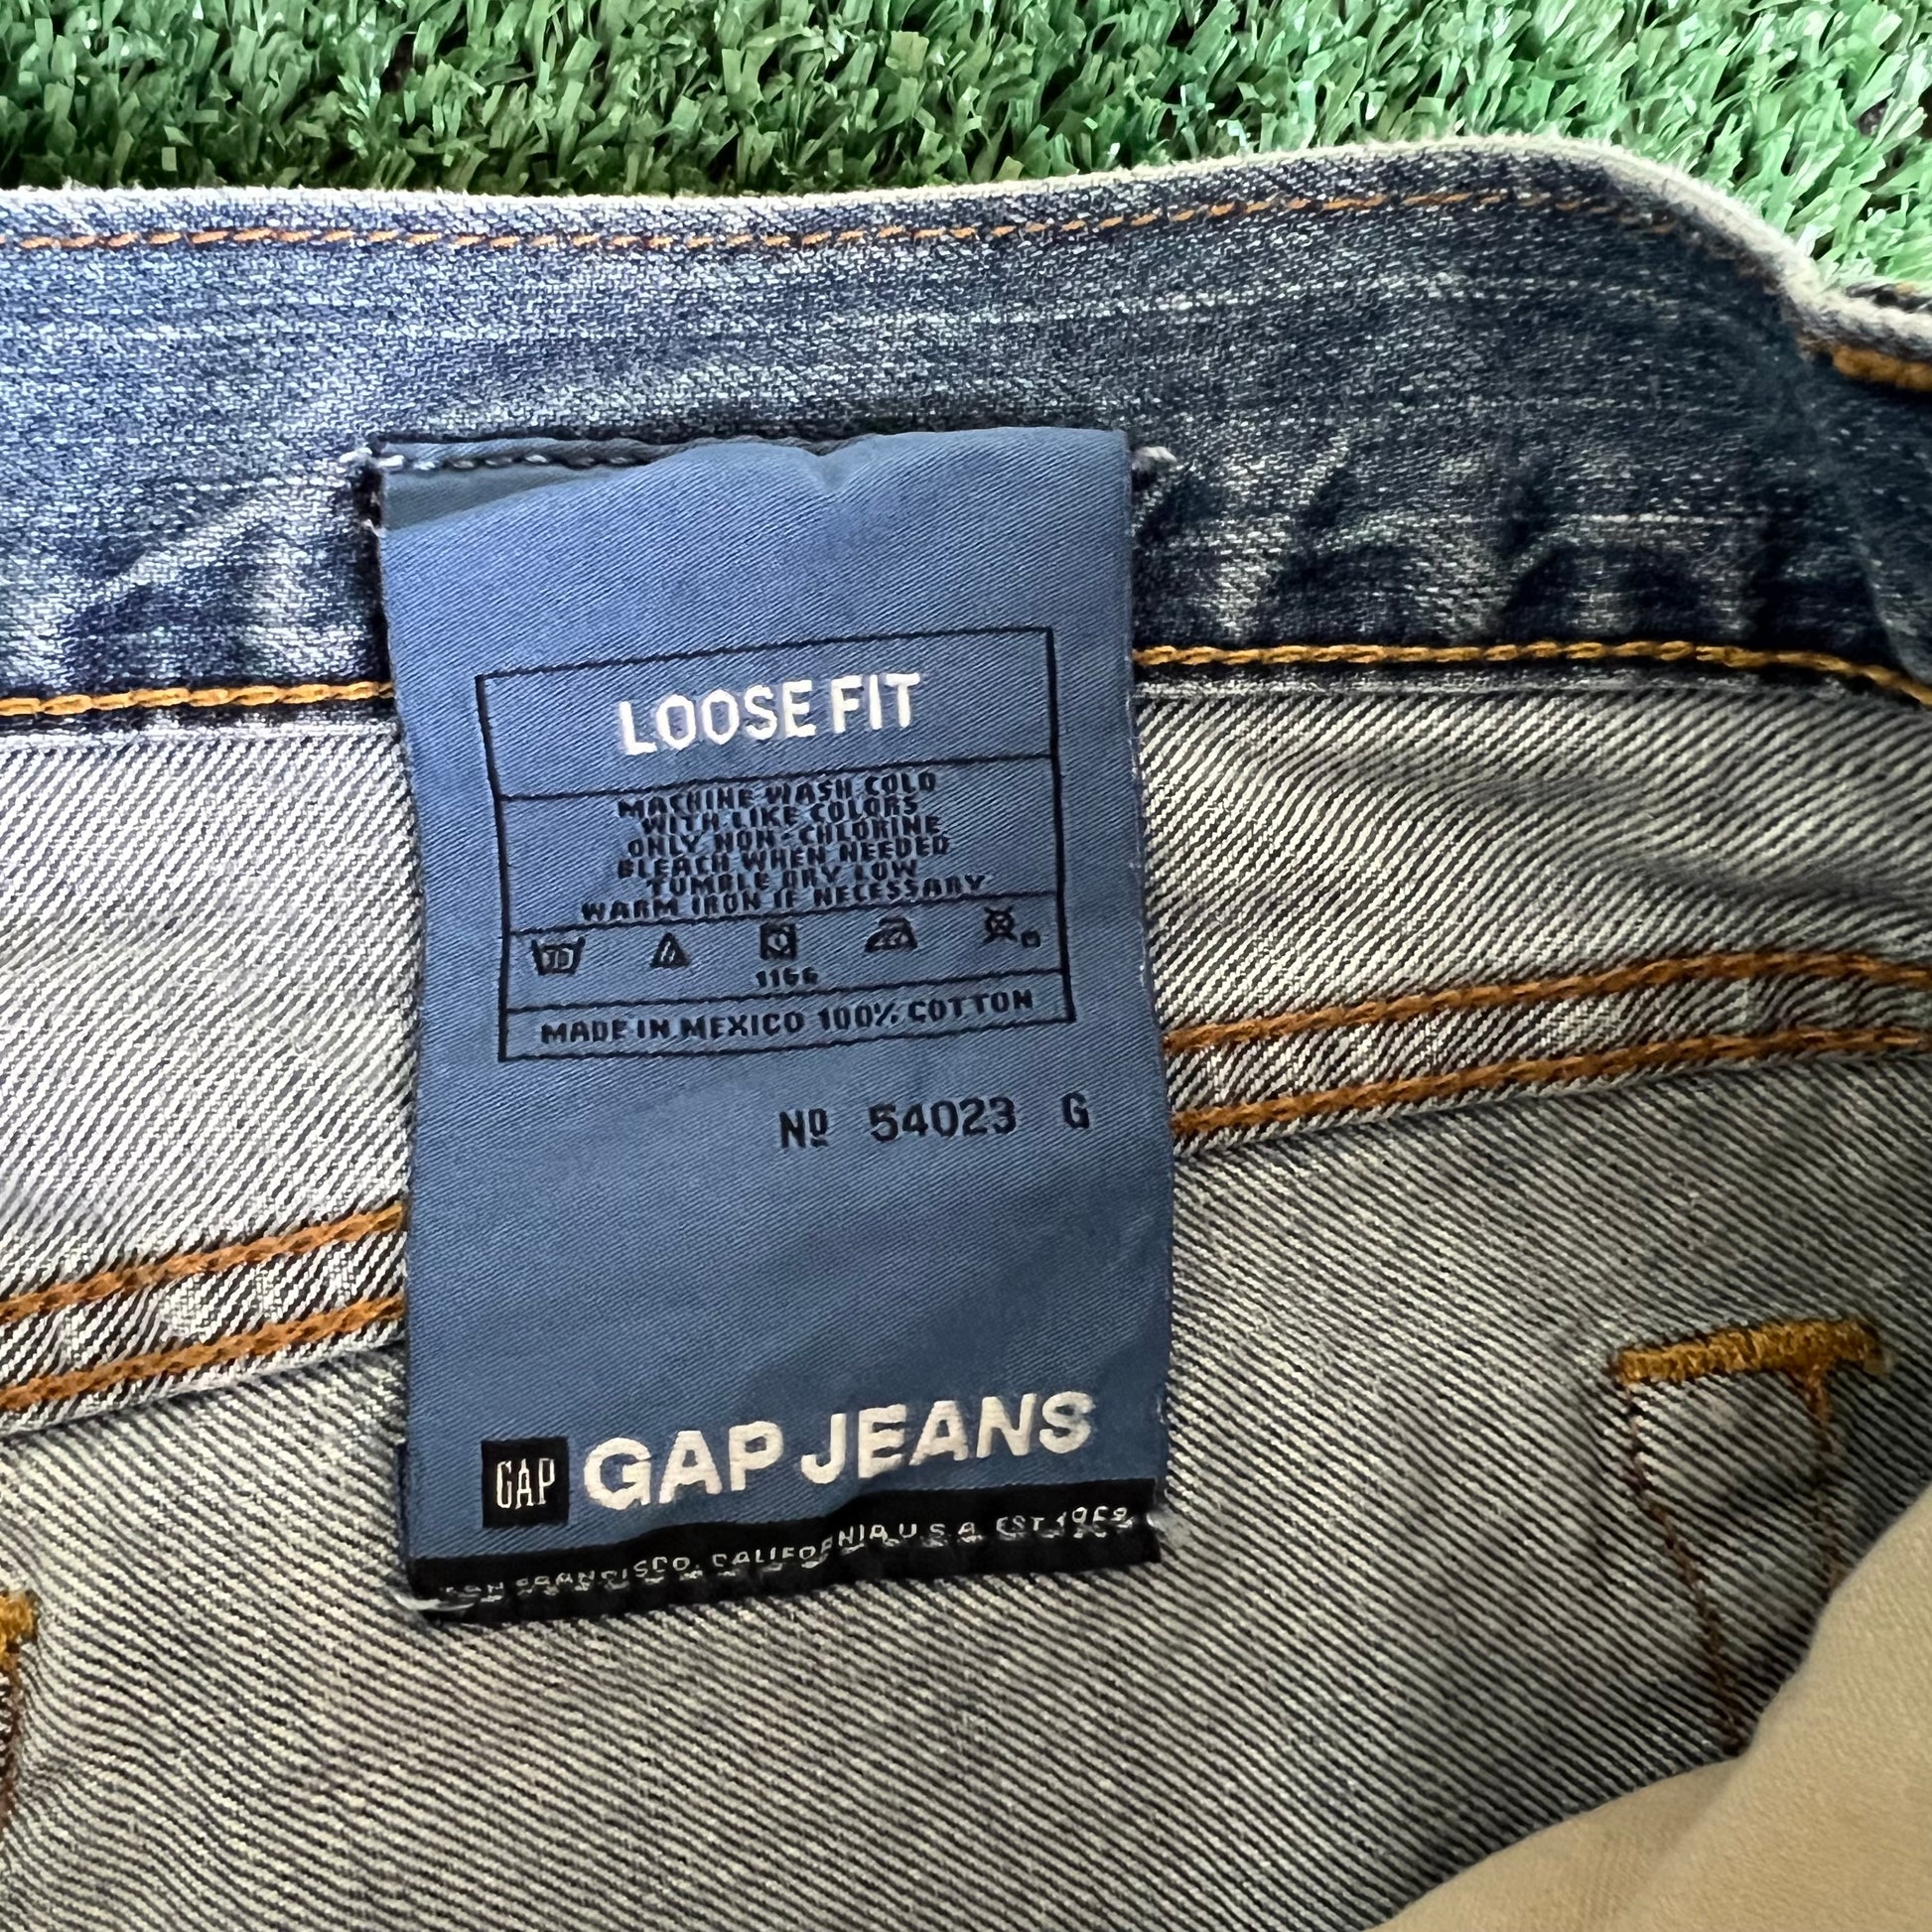 LOOSE FIT
MACHINE WASH COLD
WITH LIKE COLORS
ONLY NON-CHLORINE
BLEACH WHEN NEEDED
TUMBLE DRY LOW
WARM IRON IF NECESSARY
1166
MADE IN MEXICO 100% COTTON
Nº 54023 G
GAP GAP JEANS
SAN FRANCISCO, CALIFORNIA, U.S.A. EST 1969